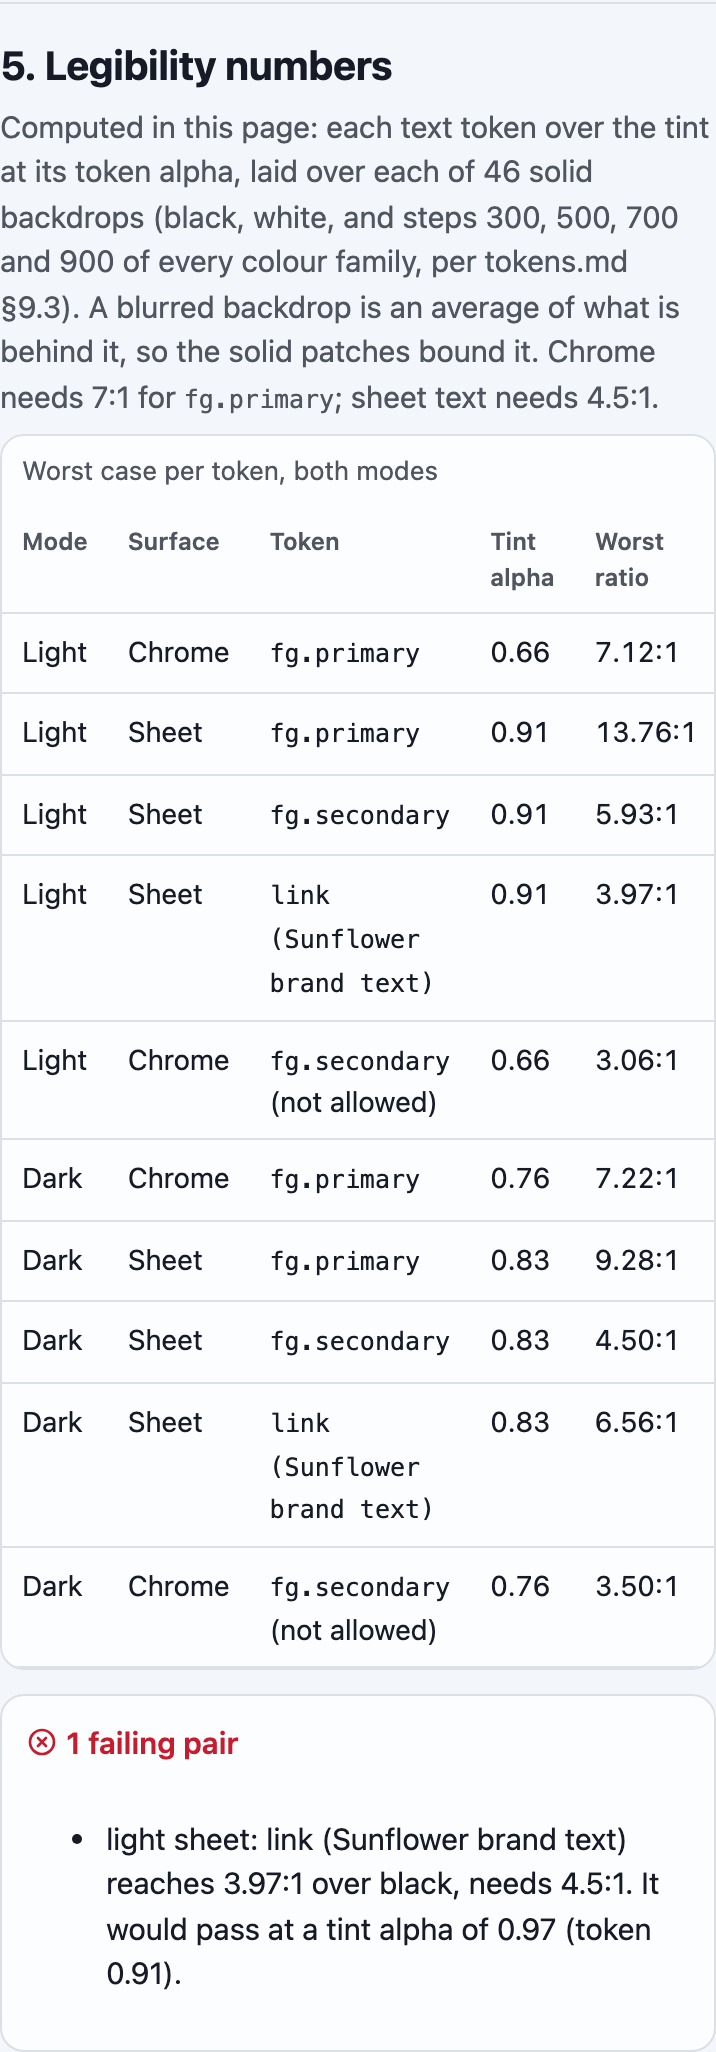 5. Legibility numbers
Computed in this page: each text token over the tint
at its token alpha, laid over each of 46 solid
backdrops (black, white, and steps 300, 500, 700
and 900 of every colour family, per tokens.md
§9.3). A blurred backdrop is an average of what is
behind it, so the solid patches bound it. Chrome
needs 7:1 for fg.primary; sheet text needs 4.5:1.
Worst case per token, both modes
Mode Surface Token Tint alpha Worst ratio
Light Chrome fg.primary 0.66 7.12:1
Light Sheet fg.primary 0.91 13.76:1
Light Sheet fg.secondary 0.91 5.93:1
Light Sheet link 0.91 3.97:1
(Sunflower
brand text)
Light Chrome fg.secondary 0.66 3.06:1
(not allowed)
Dark Chrome fg.primary 0.76 7.22:1
Dark Sheet fg.primary 0.83 9.28:1
Dark Sheet fg.secondary 0.83 4.50:1
Dark Sheet link 0.83 6.56:1
(Sunflower
brand text)
Dark Chrome fg.secondary 0.76 3.50:1
(not allowed)
1 failing pair
• light sheet: link (Sunflower brand text)
reaches 3.97:1 over black, needs 4.5:1. It
would pass at a tint alpha of 0.97 (token
0.91).